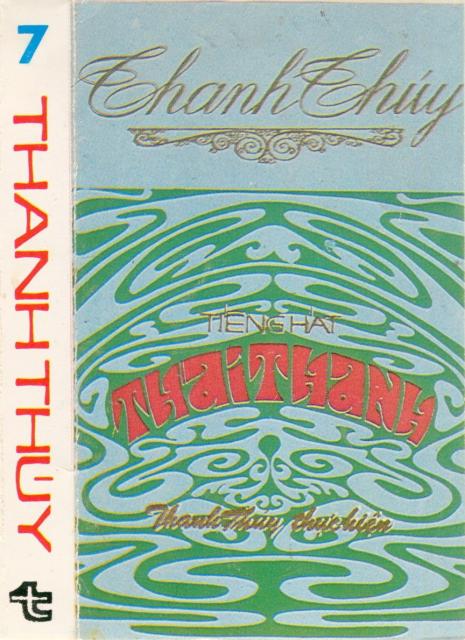 7
THANH THÚY
Thanh Thúy
TIẾNG HÁT
THÁI THANH
Thanh Thúy thực hiện